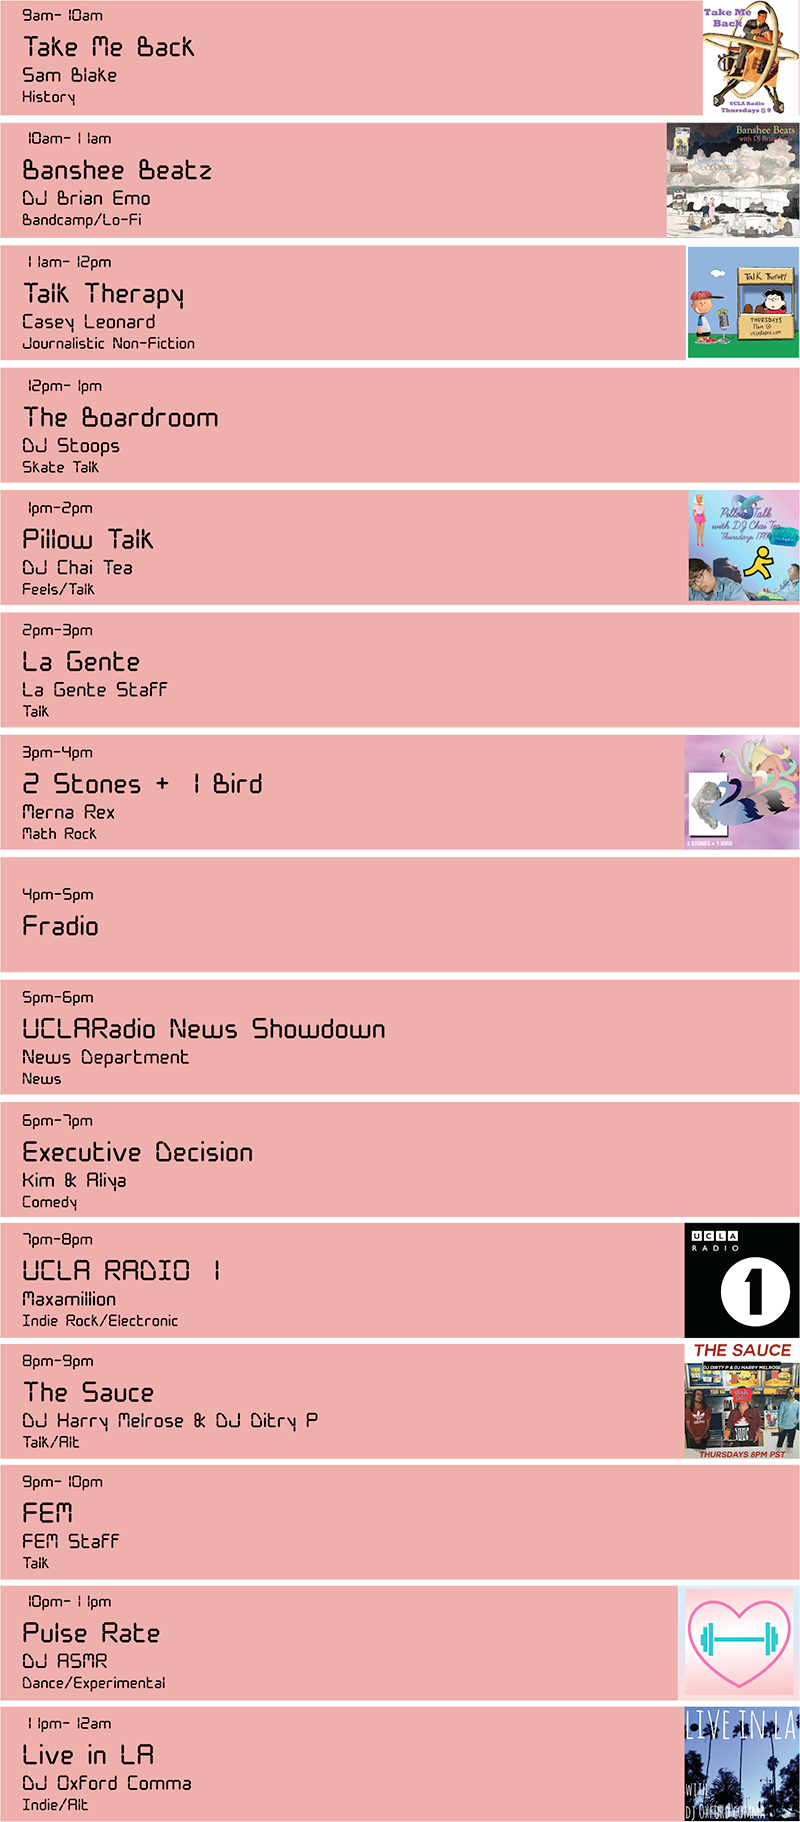 9am-10am
Take Me Back
Sam Blake
History
Take Me
Back
UCLA Radio
Thursdays @ 9
10am-11am
Banshee Beatz
DJ Brian Emo
Bandcamp/Lo-Fi
Banshee Beats
with DJ Brian Emo
11am-12pm
Talk Therapy
Casey Leonard
Journalistic Non-Fiction
Talk Therapy
THURSDAYS
11am @
UCLARADIO.COM
12pm-1pm
The Boardroom
DJ Stoops
Skate Talk
1pm-2pm
Pillow Talk
DJ Chai Tea
Feels/Talk
Pillow Talk
with DJ Chai Tea
Thursdays 1PM
2pm-3pm
La Gente
La Gente Staff
Talk
3pm-4pm
2 Stones + 1 Bird
Merna Rex
Math Rock
2 STONES + 1 BIRD
4pm-5pm
Fradio
5pm-6pm
UCLARadio News Showdown
News Department
News
6pm-7pm
Executive Decision
Kim & Aliya
Comedy
7pm-8pm
UCLA RADIO 1
Maxamillion
Indie Rock/Electronic
UCLA
RADIO
1
8pm-9pm
The Sauce
DJ Harry Melrose & DJ Ditry P
Talk/Alt
THE SAUCE
DJ DIRTY P & DJ HARRY MELROSE
THURSDAYS 8PM PST
9pm-10pm
FEM
FEM Staff
Talk
10pm-11pm
Pulse Rate
DJ ASMR
Dance/Experimental
11pm-12am
Live in LA
DJ Oxford Comma
Indie/Alt
LIVE IN LA
WITH
DJ OXFORD COMMA